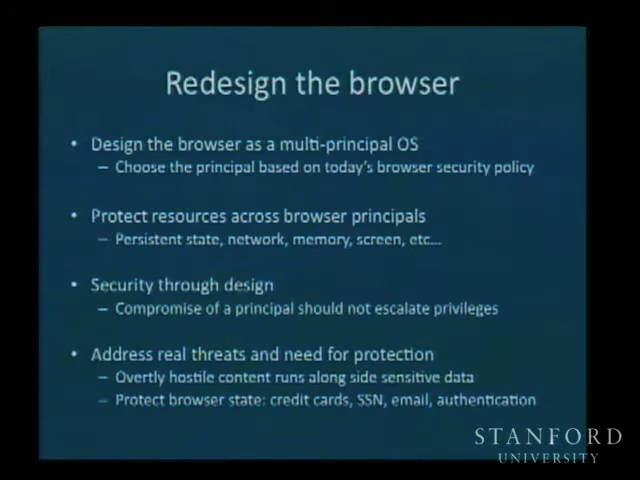 Redesign the browser
• Design the browser as a multi-principal OS
– Choose the principal based on today's browser security policy
• Protect resources across browser principals
– Persistent state, network, memory, screen, etc...
• Security through design
– Compromise of a principal should not escalate privileges
• Address real threats and need for protection
– Overtly hostile content runs along side sensitive data
– Protect browser state: credit cards, SSN, email, authentication
STANFORD
UNIVERSITY